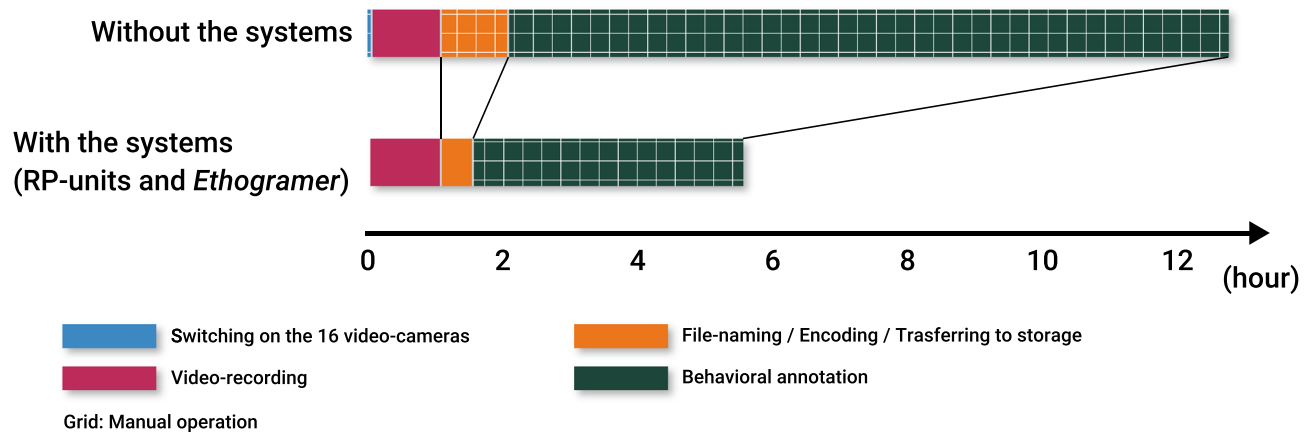 Without the systems
With the systems
(RP-units and Ethogramer)
0 2 4 6 8 10 12
(hour)
Switching on the 16 video-cameras
File-naming / Encoding / Trasferring to storage
Video-recording
Behavioral annotation
Grid: Manual operation